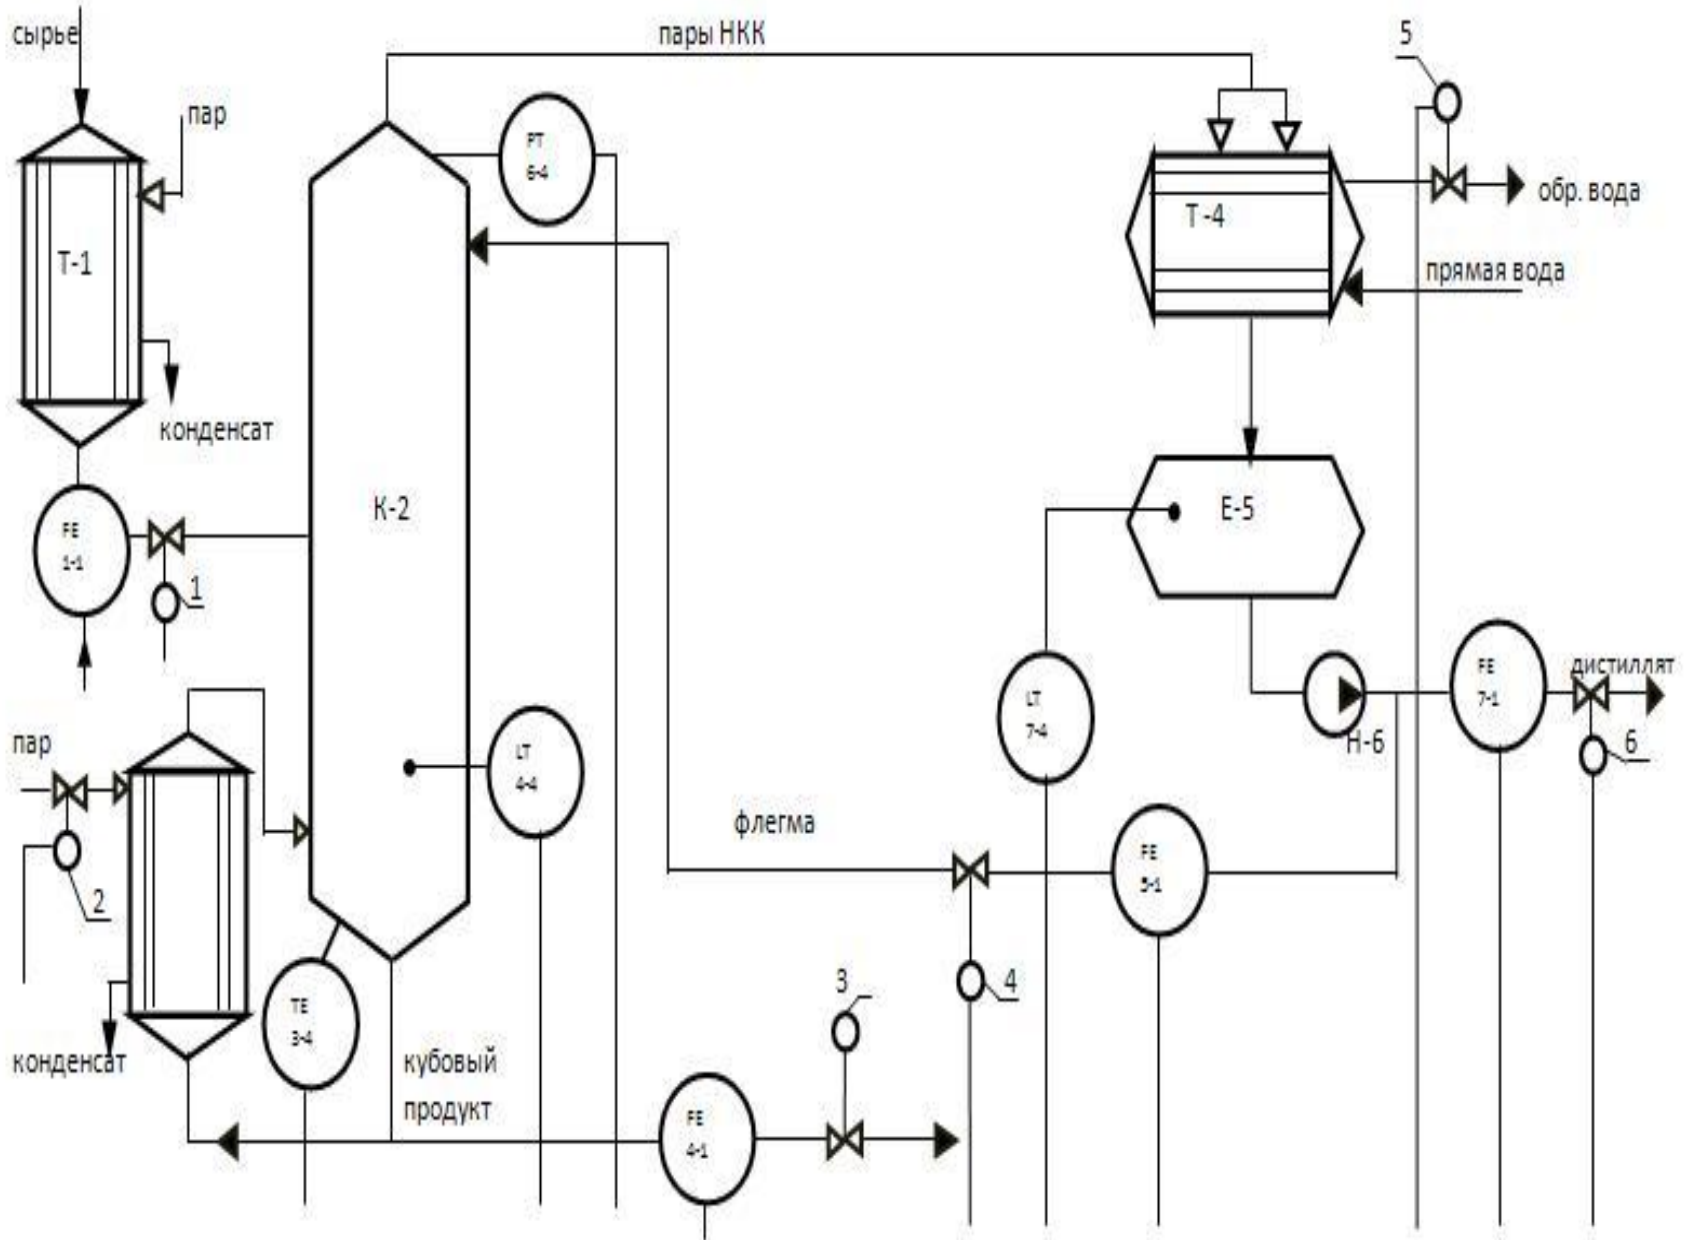 сырье
пары НКК
5
пар
PT
6-4
обр. вода
Т-4
прямая вода
Т-1
конденсат
К-2
Е-5
FE
1-1
1
FE
7-1
дистиллят
LT
7-4
Н-6
6
пар
LT
4-4
флегма
FE
5-1
2
3
4
TE
3-4
конденсат
кубовый
продукт
FE
4-1